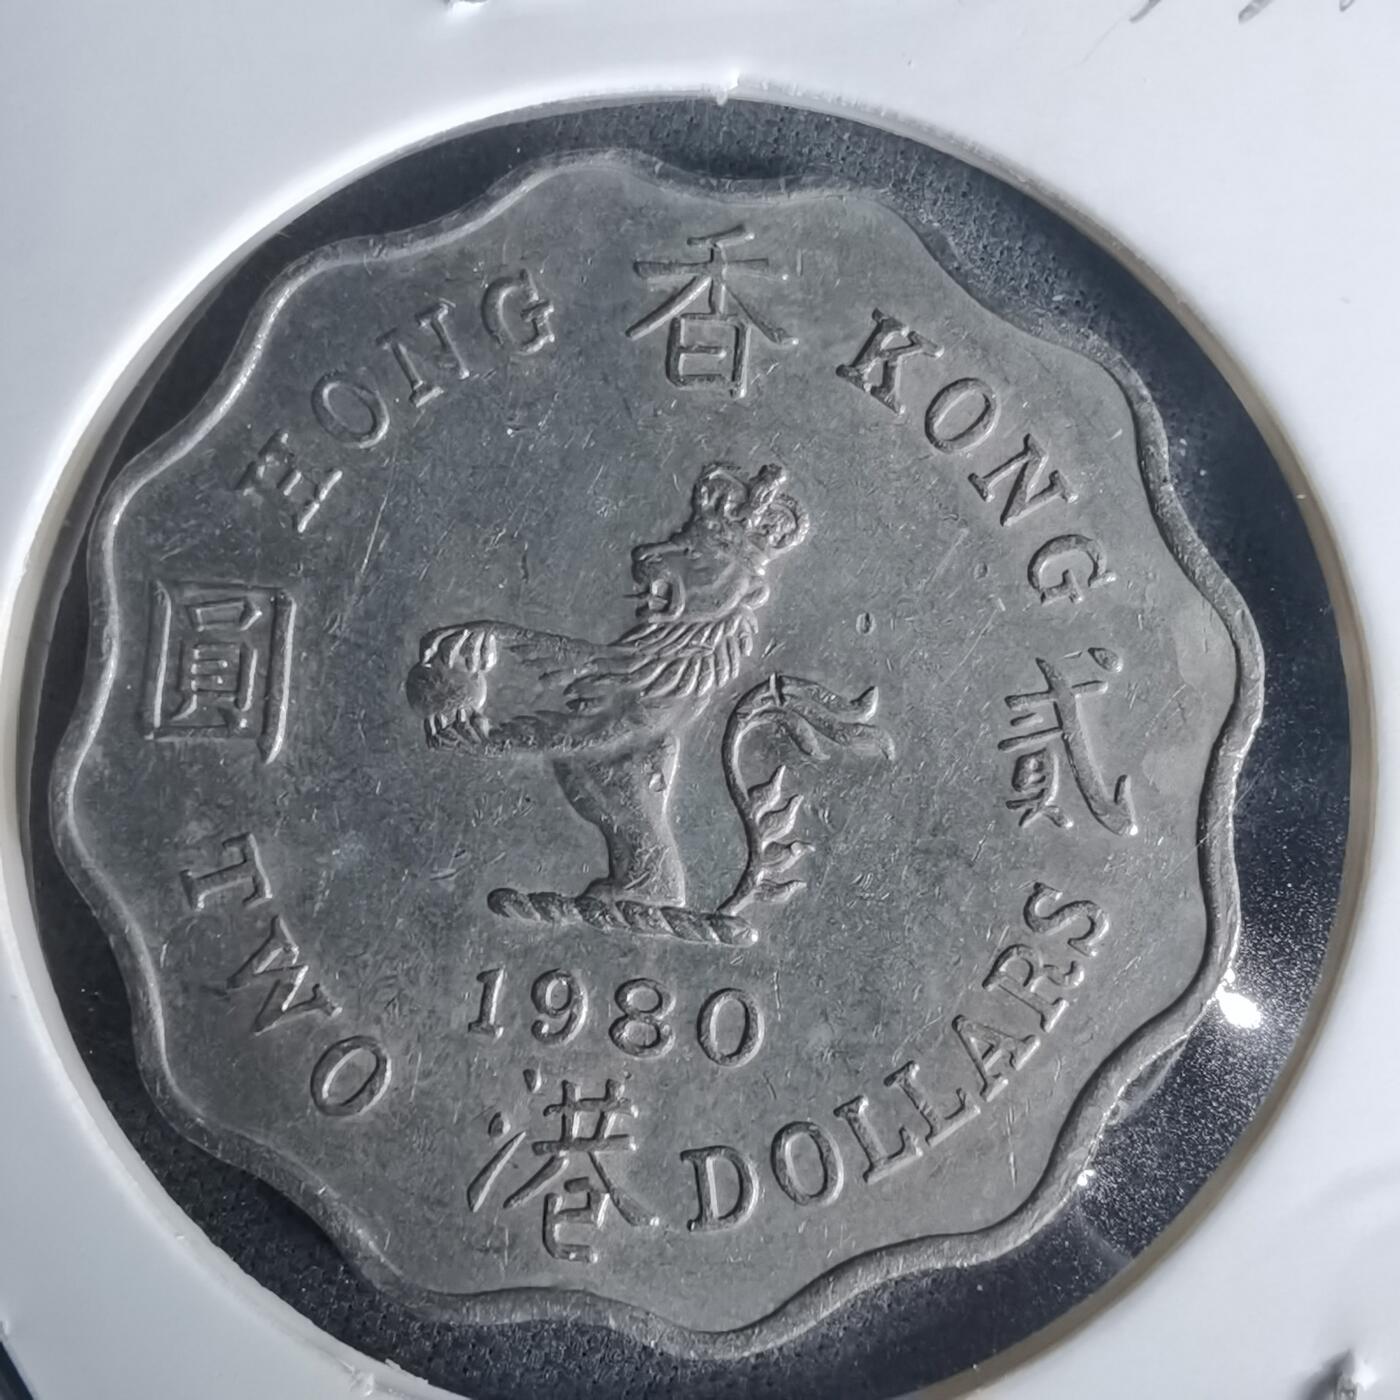 HONG 香 KONG
圓 貳
1980
TWO 港 DOLLARS